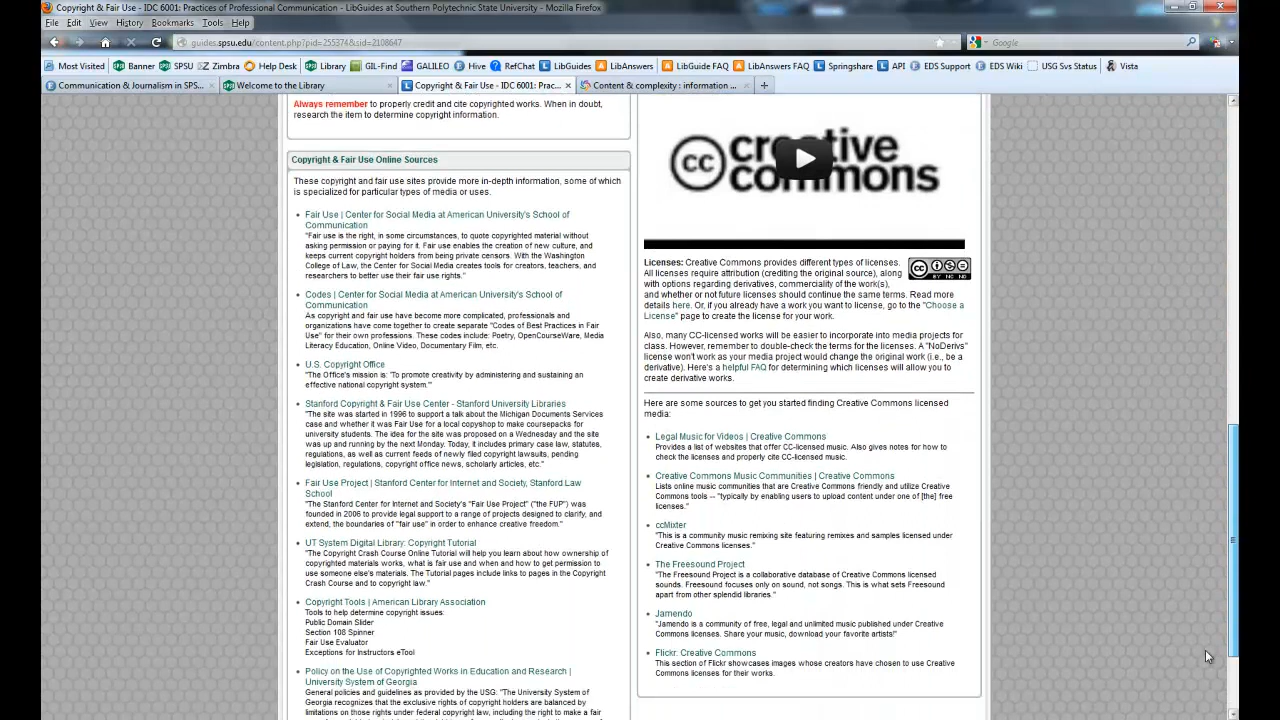 Copyright & Fair Use - IDC 6001: Practices of Professional Communication - LibGuides at Southern Polytechnic State University - Mozilla Firefox
File Edit View History Bookmarks Tools Help
guides.spsu.edu/content.php?pid=255374&sid=2108647
Google
Most Visited Banner SPSU Zimbra Help Desk Library GIL-Find GALILEO Hive RefChat LibGuides LibAnswers LibGuide FAQ LibAnswers FAQ Springshare API EDS Support EDS Wiki USG Svs Status Vista
Communication & Journalism in SPS... Welcome to the Library Copyright & Fair Use - IDC 6001: Prac... Content & complexity : information ...
Always remember to properly credit and cite copyrighted works. When in doubt,
research the item to determine copyright information.
Copyright & Fair Use Online Sources
These copyright and fair use sites provide more in-depth information, some of which
is specialized for particular types of media or uses.
Fair Use | Center for Social Media at American University's School of
Communication
"Fair use is the right, in some circumstances, to quote copyrighted material without
asking permission or paying for it. Fair use enables the creation of new culture, and
keeps current copyright holders from being private censors. With the Washington
College of Law, the Center for Social Media creates tools for creators, teachers, and
researchers to better use their fair use rights."
Codes | Center for Social Media at American University's School of
Communication
As copyright and fair use have become more complicated, professionals and
organizations have come together to create separate "Codes of Best Practices in Fair
Use" for their own professions. These codes include: Poetry, OpenCourseWare, Media
Literacy Education, Online Video, Documentary Film, etc.
U.S. Copyright Office
"The Office's mission is: 'To promote creativity by administering and sustaining an
effective national copyright system.'"
Stanford Copyright & Fair Use Center - Stanford University Libraries
"The site was started in 1996 to support a talk about the Michigan Documents Services
case and whether it was Fair Use for a local copyshop to make coursepacks for
university students. The idea for the site was proposed on a Wednesday and the site
was up and running by the next Monday. Today, it includes primary case law, statutes,
regulations, as well as current feeds of newly filed copyright lawsuits, pending
legislation, regulations, copyright office news, scholarly articles, etc."
Fair Use Project | Stanford Center for Internet and Society, Stanford Law
School
"The Stanford Center for Internet and Society's "Fair Use Project" ("the FUP") was
founded in 2006 to provide legal support to a range of projects designed to clarify, and
extend, the boundaries of "fair use" in order to enhance creative freedom."
UT System Digital Library: Copyright Tutorial
"The Copyright Crash Course Online Tutorial will help you learn about how ownership of
copyrighted materials works, what is fair use and when and how to get permission to
use someone else's materials. The Tutorial pages include links to pages in the Copyright
Crash Course and to copyright law."
Copyright Tools | American Library Association
Tools to help determine copyright issues:
Public Domain Slider
Section 108 Spinner
Fair Use Evaluator
Exceptions for Instructors eTool
Policy on the Use of Copyrighted Works in Education and Research |
University System of Georgia
General policies and guidelines as provided by the USG: "The University System of
Georgia recognizes that the exclusive rights of copyright holders are balanced by
limitations on those rights under federal copyright law, including the right to make a fair
cc creative
commons
Licenses: Creative Commons provides different types of licenses.
All licenses require attribution (crediting the original source), along
with options regarding derivatives, commerciality of the work(s),
and whether or not future licenses should continue the same terms. Read more
details here. Or, if you already have a work you want to license, go to the "Choose a
License" page to create the license for your work.
cc BY NC ND
Also, many CC-licensed works will be easier to incorporate into media projects for
class. However, remember to double-check the terms for the licenses. A "NoDerivs"
license won't work as your media project would change the original work (i.e., be a
derivative). Here's a helpful FAQ for determining which licenses will allow you to
create derivative works.
Here are some sources to get you started finding Creative Commons licensed
media:
Legal Music for Videos | Creative Commons
Provides a list of websites that offer CC-licensed music. Also gives notes for how to
check the licenses and properly cite CC-licensed music.
Creative Commons Music Communities | Creative Commons
Lists online music communities that are Creative Commons friendly and utilize Creative
Commons tools -- "typically by enabling users to upload content under one of [the] free
licenses."
ccMixter
"This is a community music remixing site featuring remixes and samples licensed under
Creative Commons licenses."
The Freesound Project
"The Freesound Project is a collaborative database of Creative Commons licensed
sounds. Freesound focuses only on sound, not songs. This is what sets Freesound
apart from other splendid libraries."
Jamendo
"Jamendo is a community of free, legal and unlimited music published under Creative
Commons licenses. Share your music, download your favorite artists!"
Flickr: Creative Commons
This section of Flickr showcases images whose creators have chosen to use Creative
Commons licenses for their works.